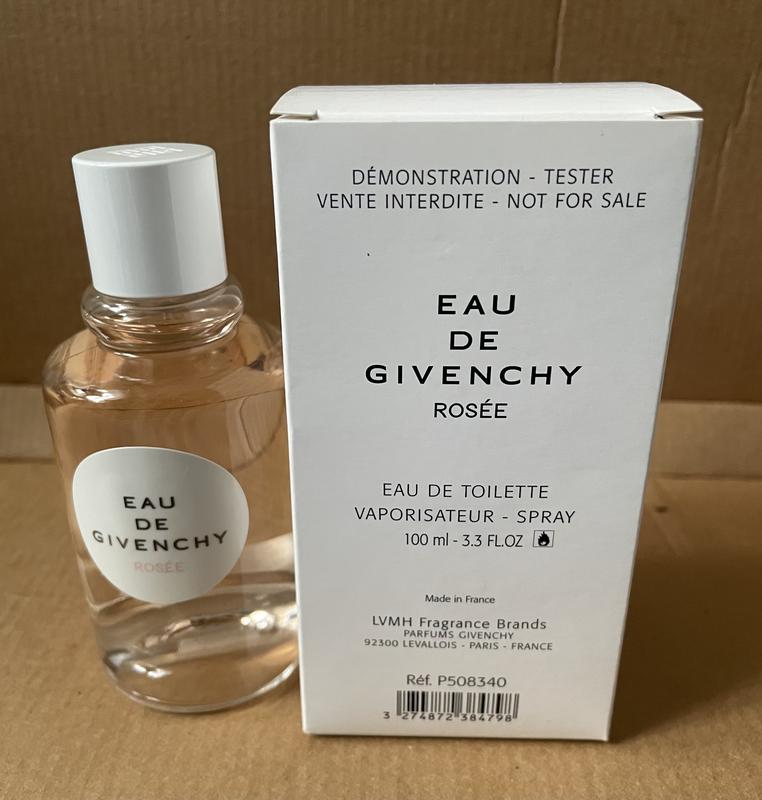 EAU
DE
GIVENCHY
ROSÉE
DÉMONSTRATION - TESTER
VENTE INTERDITE - NOT FOR SALE
EAU
DE
GIVENCHY
ROSÉE
EAU DE TOILETTE
VAPORISATEUR - SPRAY
100 ml - 3.3 FL.OZ
Made in France
LVMH Fragrance Brands
PARFUMS GIVENCHY
92300 LEVALLOIS - PARIS - FRANCE
Réf. P508340
3 274872 384798